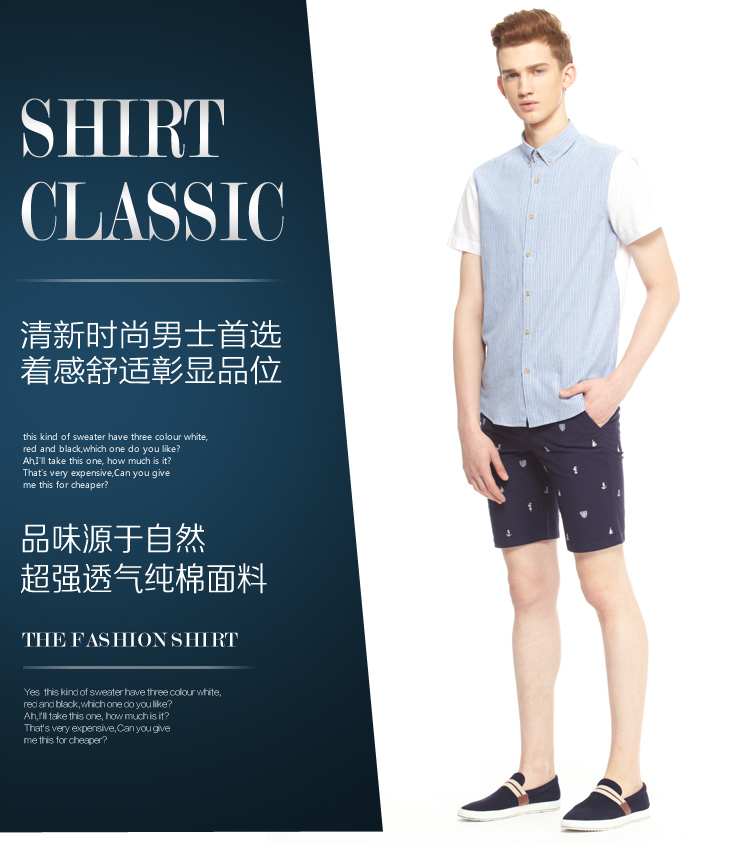 SHIRT
CLASSIC
清新时尚男士首选
着感舒适彰显品位
this kind of sweater have three colour white,
red and black,which one do you like?
Ah,I'll take this one, how much is it?
That's very expensive,Can you give
me this for cheaper?
品味源于自然
超强透气纯棉面料
THE FASHION SHIRT
Yes this kind of sweater have three colour white,
red and black,which one do you like?
Ah,I'll take this one, how much is it?
That's very expensive,Can you give
me this for cheaper?